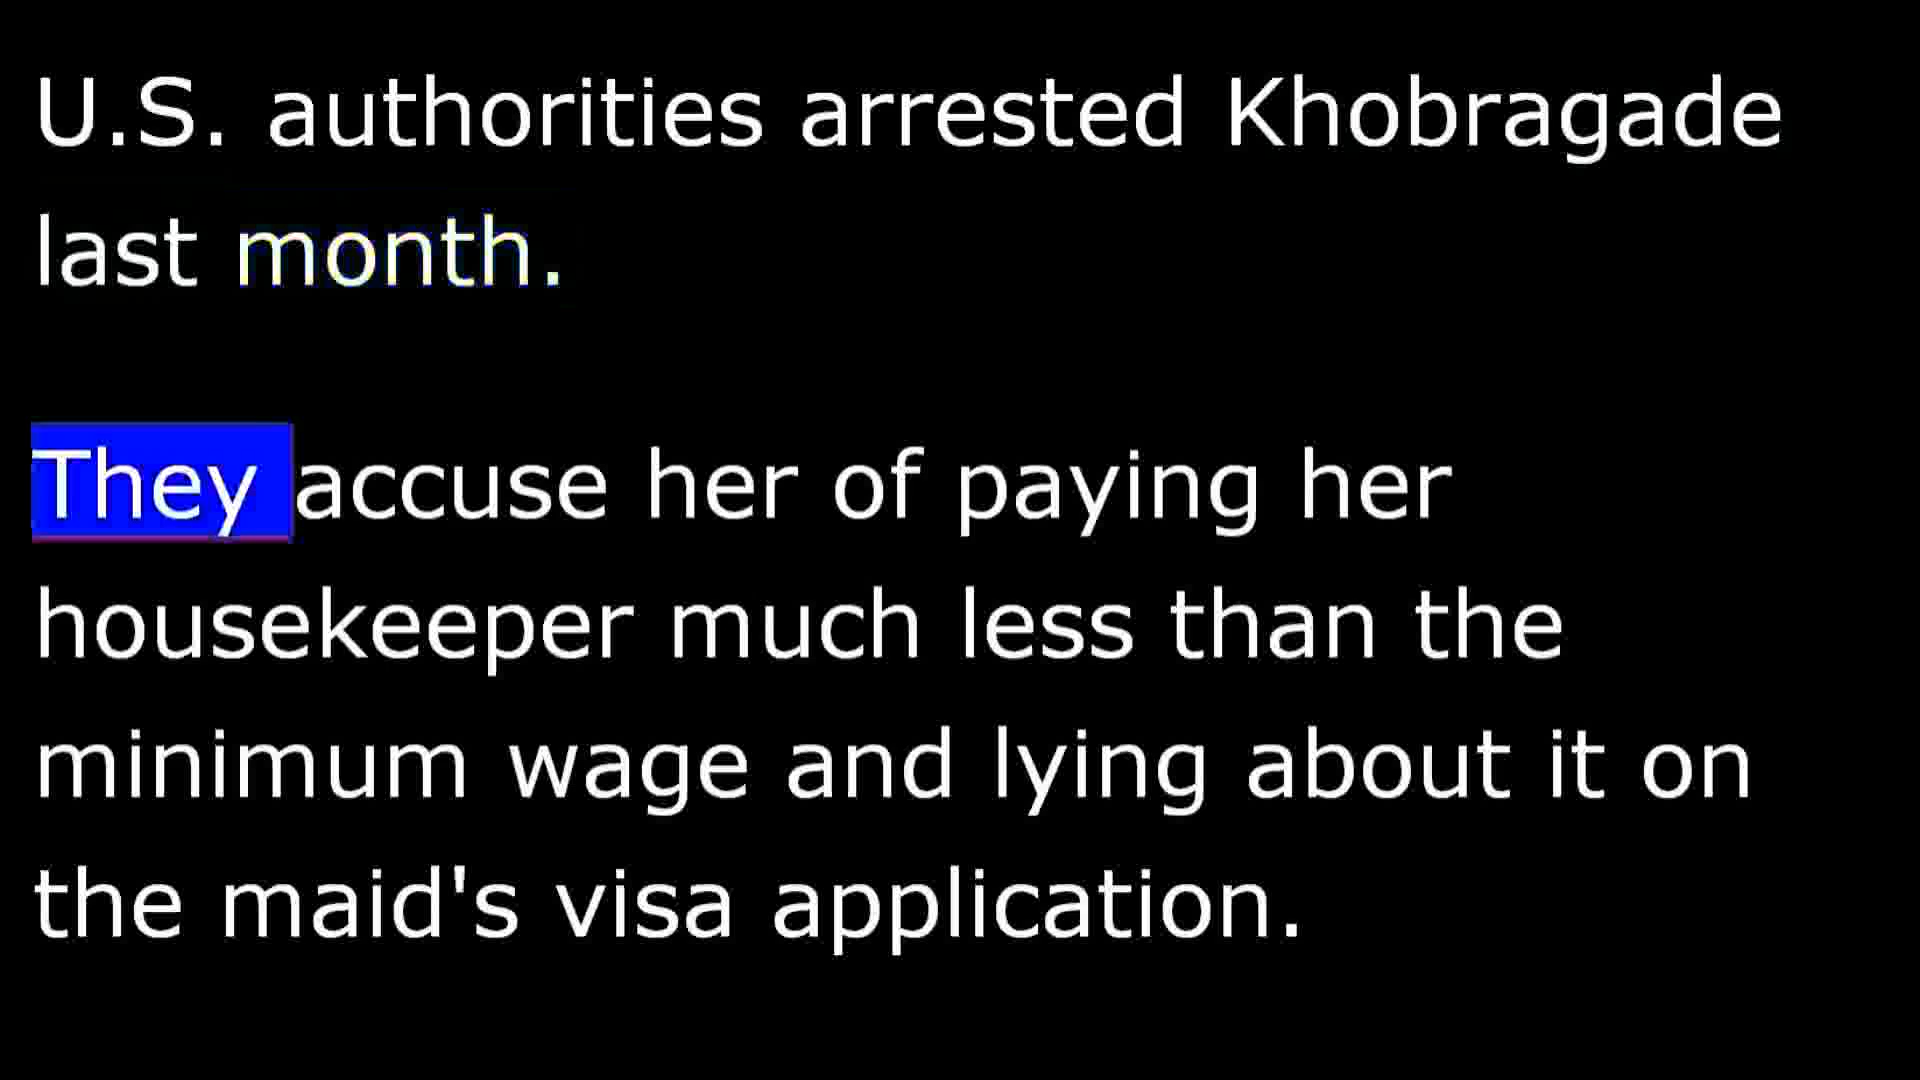 U.S. authorities arrested Khobragade
last month.
They accuse her of paying her
housekeeper much less than the
minimum wage and lying about it on
the maid's visa application.